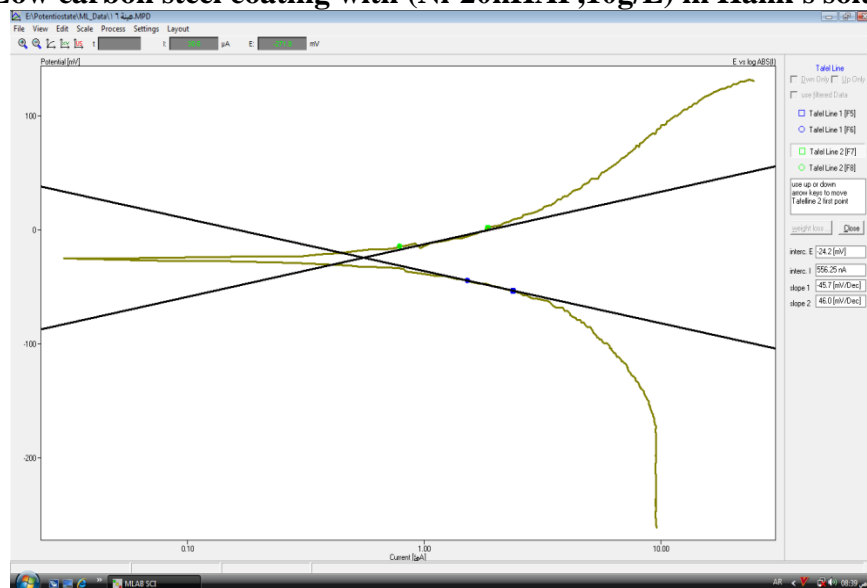 Low carbon steel coating with (Ni-20nHAP,10g/L) in Hank's sol
File View Edit Scale Process Settings Layout
t: I: µA E: mV
Potential [mV]
E vs log ABS(I)
100
0
-100
-200
0.10
1.00
10.00
Tafel Line
Down Only
Up Only
use filtered Data
Tafel Line 1 [F5]
Tafel Line 1 [F6]
Tafel Line 2 [F7]
Tafel Line 2 [F8]
use up or down
arrow keys to move
Tafelline 2 first point
weight loss...
Close
interc. E -24.2 [mV]
interc. I 556.25 nA
slope 1 -45.7 [mV/Dec]
slope 2 46.0 [mV/Dec]
MLAB SCI
AR
08:39